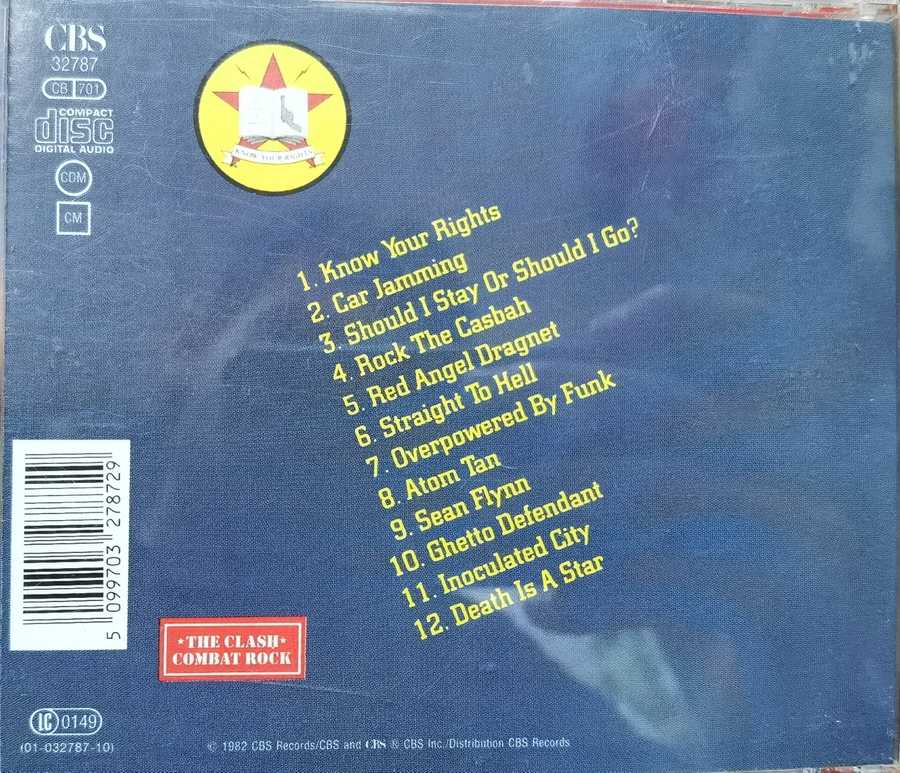 CBS
32787
CB 701
COMPACT
disc
DIGITAL AUDIO
CDM
CM
KNOW YOUR RIGHTS
1. Know Your Rights
2. Car Jamming
3. Should I Stay Or Should I Go?
4. Rock The Casbah
5. Red Angel Dragnet
6. Straight To Hell
7. Overpowered By Funk
8. Atom Tan
9. Sean Flynn
10. Ghetto Defendant
11. Inoculated City
12. Death Is A Star
5 099703 278729
THE CLASH
COMBAT ROCK
LC 0149
(01-032787-10)
© 1982 CBS Records/CBS and CBS ® CBS Inc./Distribution CBS Records